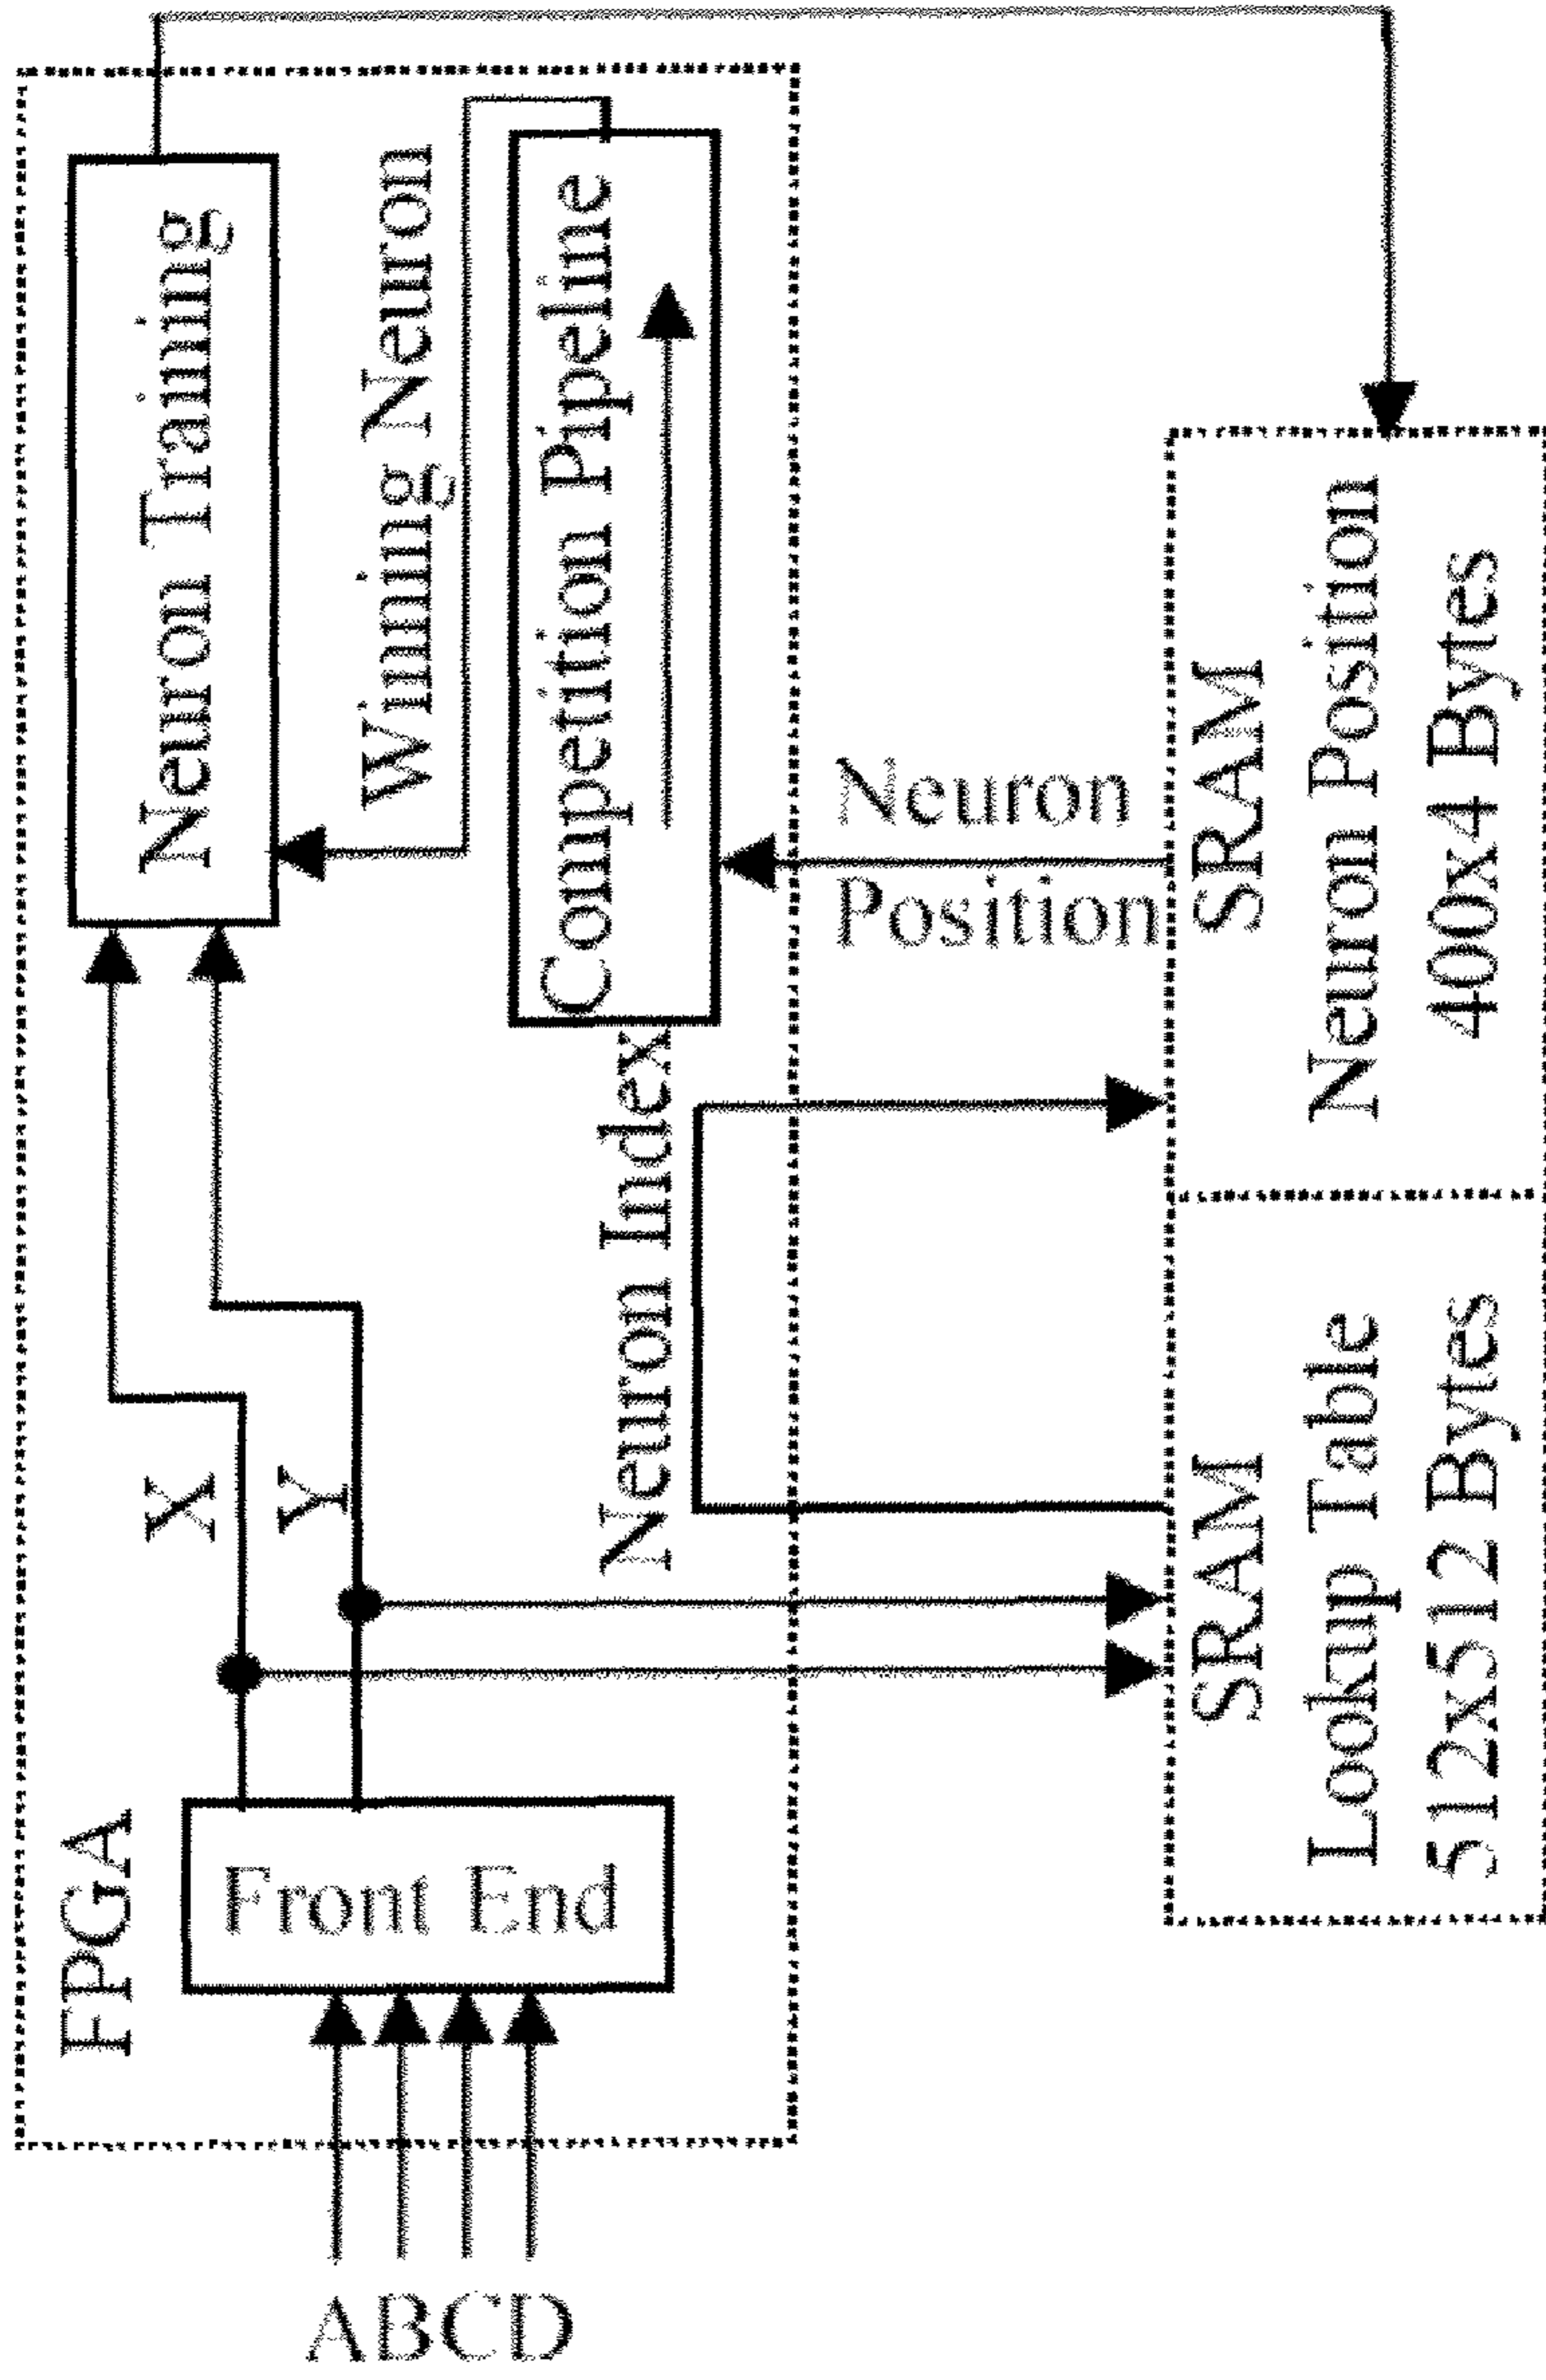 FPGA
Front End
ABCD
X
Y
Neuron Training
Winning Neuron
Competition Pipeline
Neuron Index
Neuron
Position
SRAM
Lookup Table
512x512 Bytes
SRAM
Neuron Position
400x4 Bytes